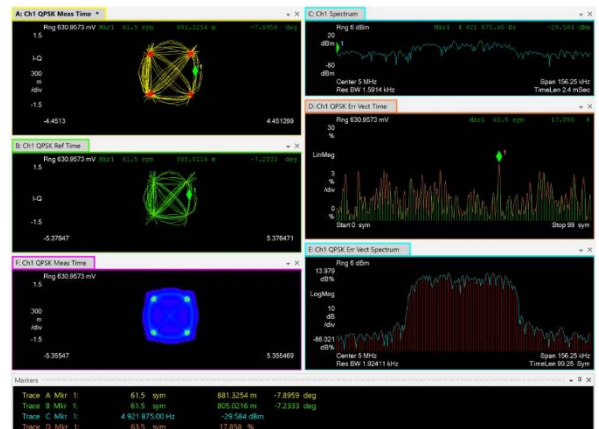 A: Ch1 QPSK Meas Time
Rng 630.9573 mV Mkr1 61.5 sym 881.3254 m -7.8959 deg
1.5
I-Q
300
m
/div
-1.5
-4.4513 4.451299
B: Ch1 QPSK Ref Time
Rng 630.9573 mV Mkr1 61.5 sym 805.0216 m -7.2333 deg
1.5
I-Q
-1.5
-5.37647 5.376471
F: Ch1 QPSK Meas Time
Rng 630.9573 mV
1.5
300
m
/div
-1.5
-5.35547 5.355469
C: Ch1 Spectrum
Rng 6 dBm Mkr1 4 921 875.00 Hz -29.584 dBm
20
dBm
1
-80
dBm
Center 5 MHz Span 156.25 kHz
Res BW 1.5914 kHz TimeLen 2.4 mSec
D: Ch1 QPSK Err Vect Time
Rng 630.9573 mV Mkr1 63.5 sym 17.858 %
30
%
LinMag
1
3
%
/div
0
%
Start 0 sym Stop 99 sym
E: Ch1 QPSK Err Vect Spectrum
Rng 6 dBm
13.979
dB%
LogMag
10
dB
/div
-86.021
dB%
Center 5 MHz Span 156.25 kHz
Res BW 1.92411 kHz TimeLen 99.25 Sym
Markers
Trace A Mkr 1: 61.5 sym 881.3254 m -7.8959 deg
Trace B Mkr 1: 61.5 sym 805.0216 m -7.2333 deg
Trace C Mkr 1: 4 921 875.00 Hz -29.584 dBm
Trace D Mkr 1: 63.5 sym 17.858 %